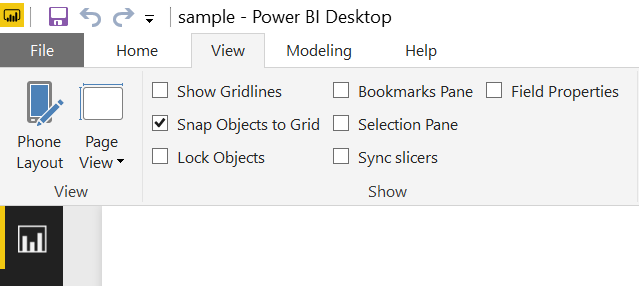 sample - Power BI Desktop
File Home View Modeling Help
Show Gridlines Bookmarks Pane Field Properties
Snap Objects to Grid Selection Pane
Lock Objects Sync slicers
Phone Layout
Page View
View Show